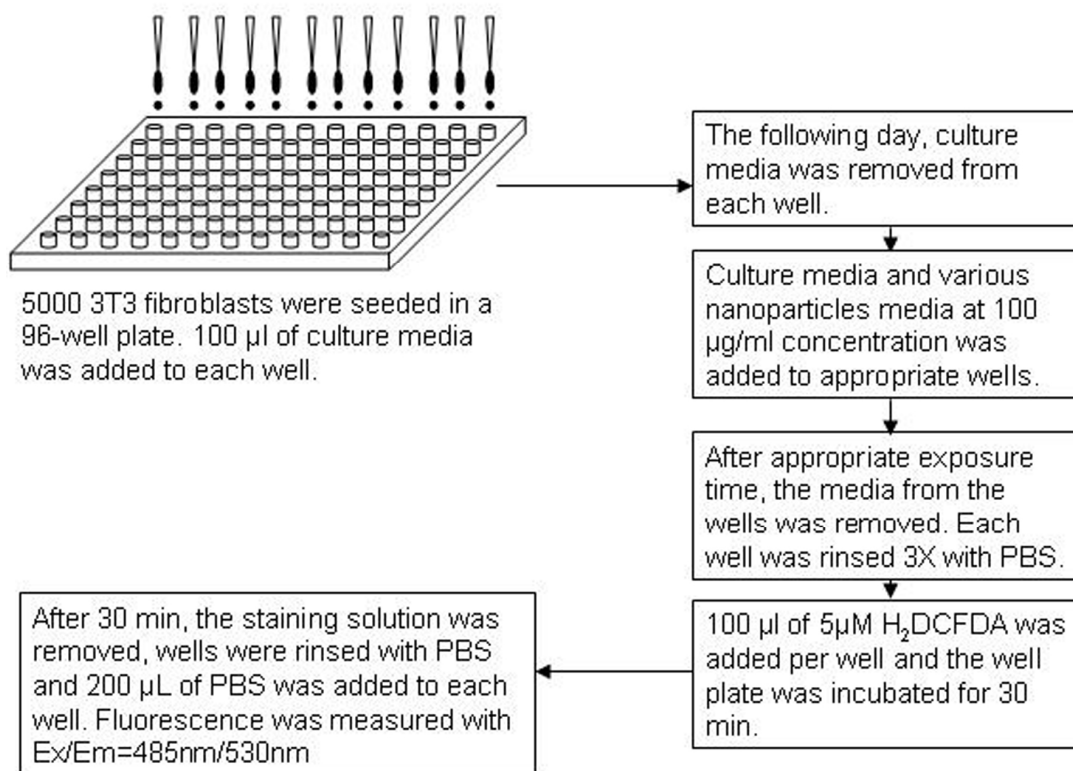 5000 3T3 fibroblasts were seeded in a
96-well plate. 100 µl of culture media
was added to each well.
The following day, culture
media was removed from
each well.
Culture media and various
nanoparticles media at 100
µg/ml concentration was
added to appropriate wells.
After appropriate exposure
time, the media from the
wells was removed. Each
well was rinsed 3X with PBS.
100 µl of 5µM H₂DCFDA was
added per well and the well
plate was incubated for 30
min.
After 30 min, the staining solution was
removed, wells were rinsed with PBS
and 200 µL of PBS was added to each
well. Fluorescence was measured with
Ex/Em=485nm/530nm